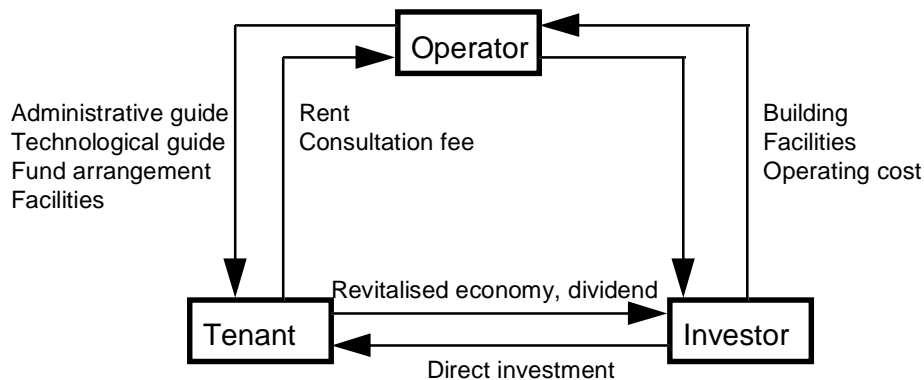 Operator
Administrative guide
Technological guide
Fund arrangement
Facilities
Rent
Consultation fee
Building
Facilities
Operating cost
Revitalised economy, dividend
Tenant
Investor
Direct investment